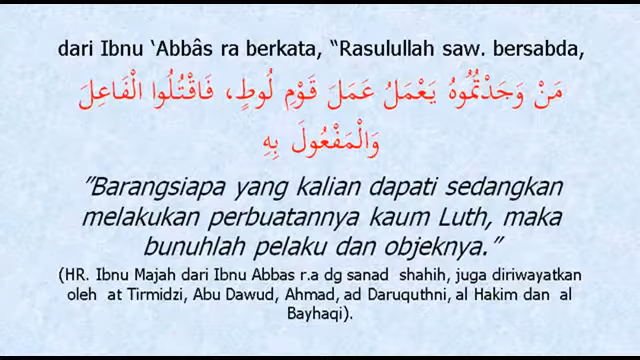 dari Ibnu ‘Abbâs ra berkata, “Rasulullah saw. bersabda,
مَنْ وَجَدْتُمُوهُ يَعْمَلُ عَمَلَ قَوْمِ لُوطٍ، فَاقْتُلُوا الْفَاعِلَ
وَالْمَفْعُولَ بِهِ
”Barangsiapa yang kalian dapati sedangkan
melakukan perbuatannya kaum Luth, maka
bunuhlah pelaku dan objeknya.”
(HR. Ibnu Majah dari Ibnu Abbas r.a dg sanad shahih, juga diriwayatkan
oleh at Tirmidzi, Abu Dawud, Ahmad, ad Daruquthni, al Hakim dan al
Bayhaqi).